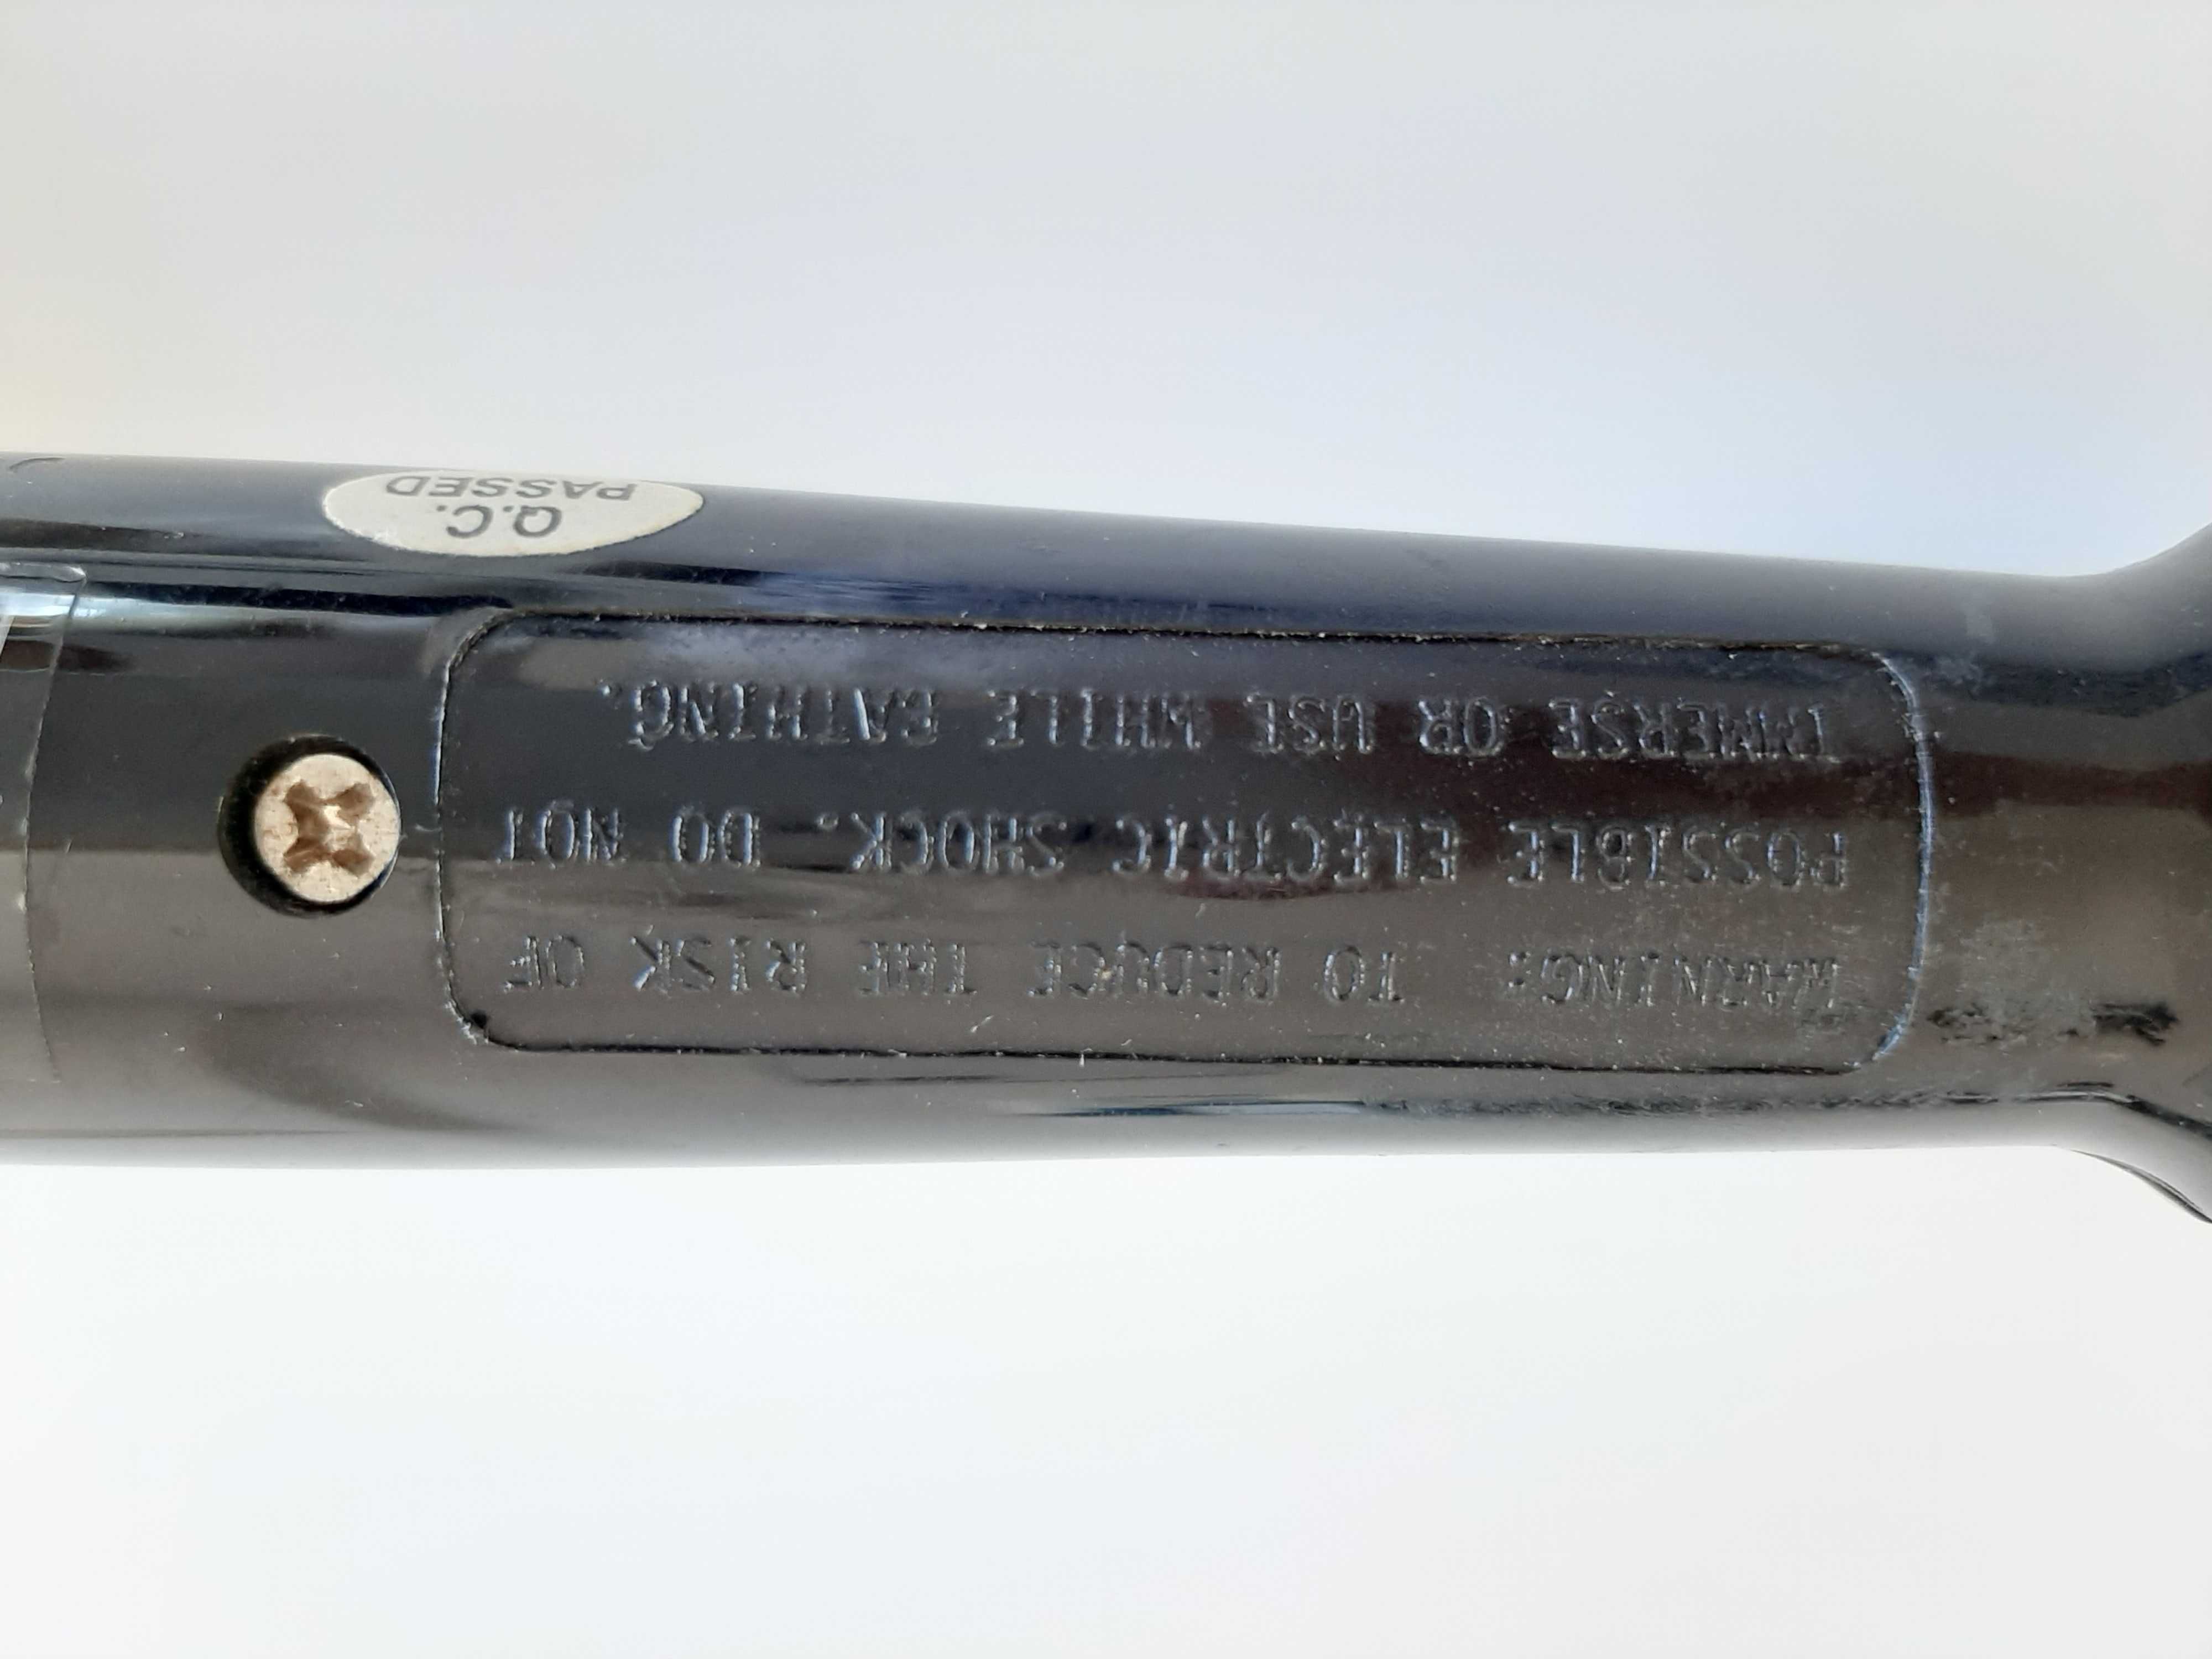 WARNING: TO REDUCE THE RISK OF
POSSIBLE ELECTRIC SHOCK. DO NOT
IMMERSE OR USE WHILE BATHING.
Q.C.
PASSED